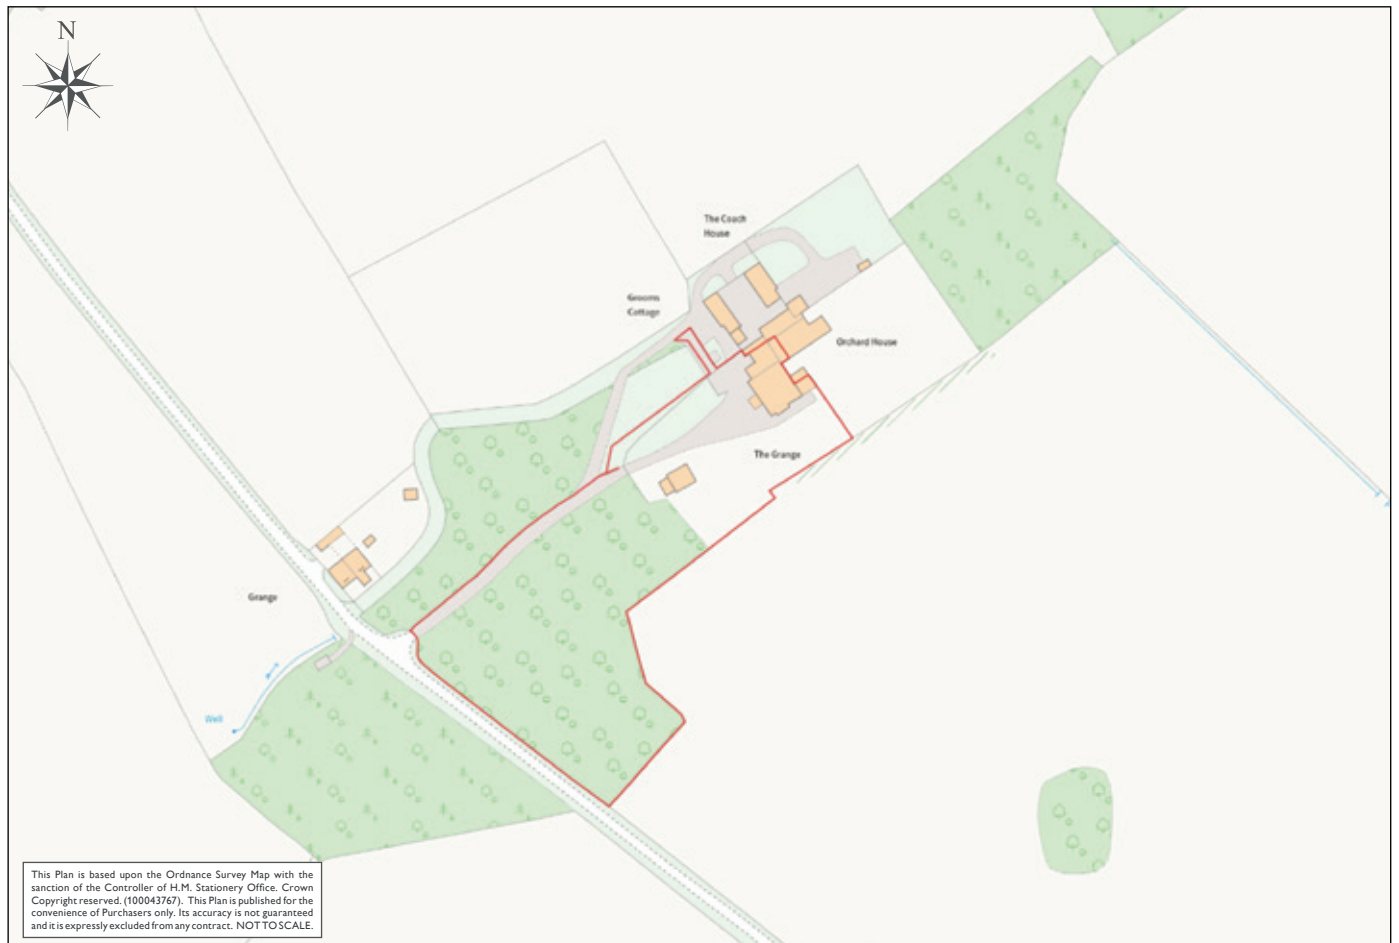 N
The Coach
House
Grooms
Cottage
Orchard House
The Grange
Grange
Well
This Plan is based upon the Ordnance Survey Map with the
sanction of the Controller of H.M. Stationery Office. Crown
Copyright reserved. (100043767). This Plan is published for the
convenience of Purchasers only. Its accuracy is not guaranteed
and it is expressly excluded from any contract. NOT TO SCALE.